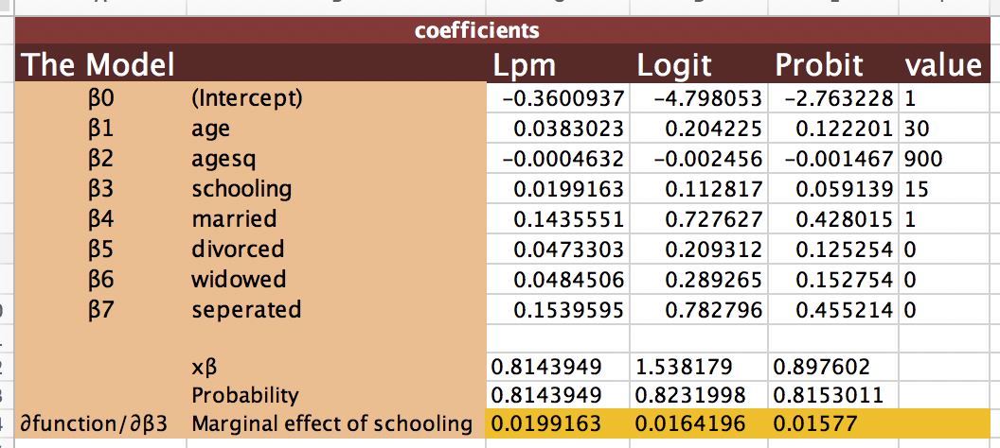 coefficients
The Model Lpm Logit Probit value
β0 (Intercept) −0.3600937 −4.798053 −2.763228 1
β1 age 0.0383023 0.204225 0.122201 30
β2 agesq −0.0004632 −0.002456 −0.001467 900
β3 schooling 0.0199163 0.112817 0.059139 15
β4 married 0.1435551 0.727627 0.428015 1
β5 divorced 0.0473303 0.209312 0.125254 0
β6 widowed 0.0484506 0.289265 0.152754 0
β7 seperated 0.1539595 0.782796 0.455214 0
xβ 0.8143949 1.538179 0.897602
Probability 0.8143949 0.8231998 0.8153011
∂function/∂β3 Marginal effect of schooling 0.0199163 0.0164196 0.01577